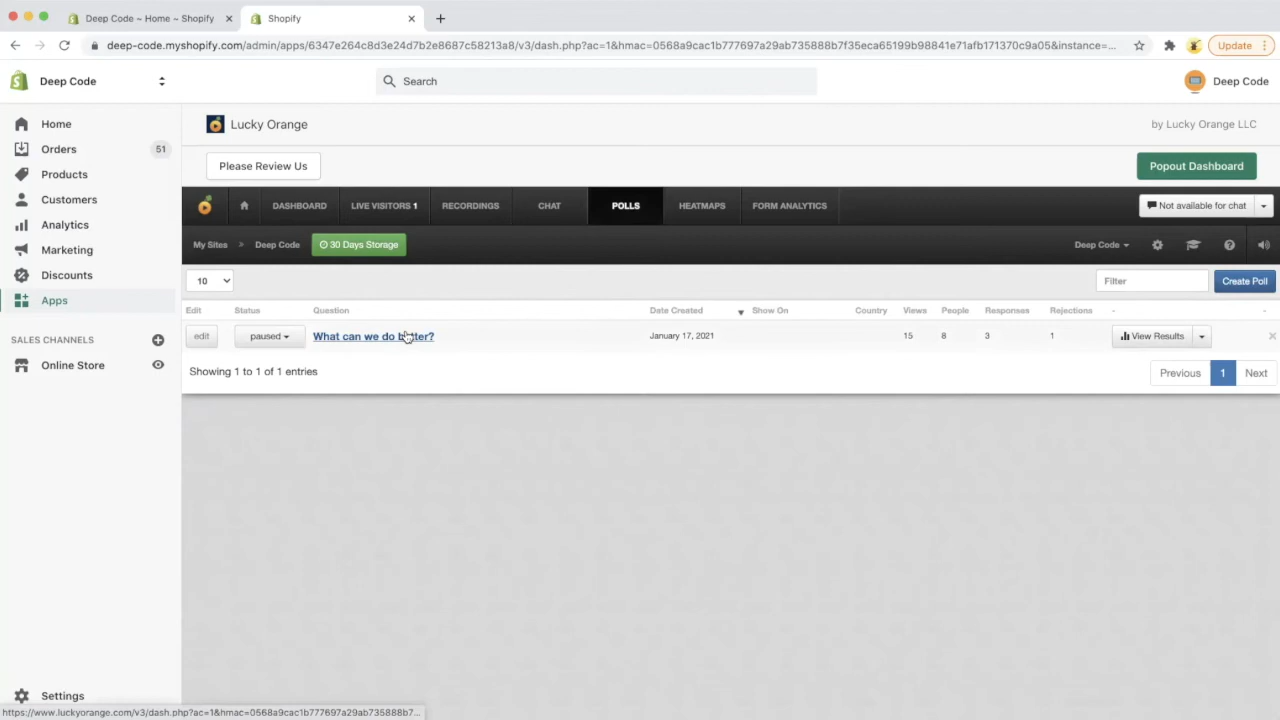 Deep Code ~ Home ~ Shopify
Shopify
deep-code.myshopify.com/admin/apps/6347e264c8d3e24d7b2e8687c58213a8/v3/dash.php?ac=1&hmac=0568a9cac1b777697a29ab735888b7f35eca65199b98841e71afb171370c9a05&instance=...
Update
Deep Code
Search
Deep Code
Home
Orders
51
Products
Customers
Analytics
Marketing
Discounts
Apps
SALES CHANNELS
Online Store
Settings
Lucky Orange
by Lucky Orange LLC
Please Review Us
Popout Dashboard
DASHBOARD
LIVE VISITORS 1
RECORDINGS
CHAT
POLLS
HEATMAPS
FORM ANALYTICS
Not available for chat
My Sites > Deep Code
30 Days Storage
Deep Code
10
Filter
Create Poll
Edit Status Question Date Created Show On Country Views People Responses Rejections - -
edit paused What can we do better? January 17, 2021 15 8 3 1 View Results
Showing 1 to 1 of 1 entries
Previous 1 Next
https://www.luckyorange.com/v3/dash.php?ac=1&hmac=0568a9cac1b777697a29ab735888b7...